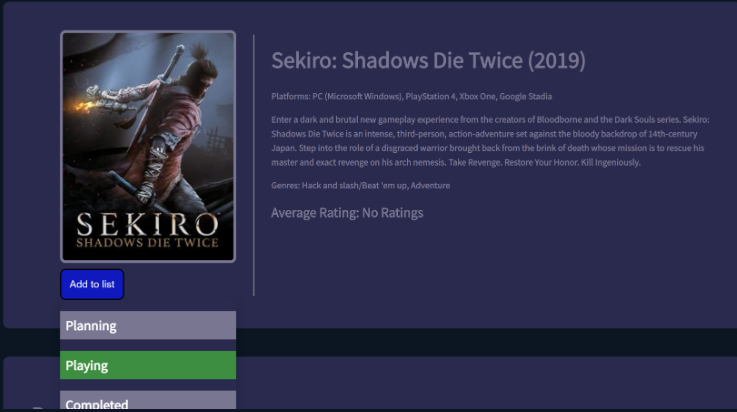 Sekiro: Shadows Die Twice (2019)
Platforms: PC (Microsoft Windows), PlayStation 4, Xbox One, Google Stadia
Enter a dark and brutal new gameplay experience from the creators of Bloodborne and the Dark Souls series. Sekiro:
Shadows Die Twice is an intense, third-person, action-adventure set against the bloody backdrop of 14th-century
Japan. Step into the role of a disgraced warrior brought back from the brink of death whose mission is to rescue his
master and exact revenge on his arch nemesis. Take Revenge. Restore Your Honor. Kill Ingeniously.
Genres: Hack and slash/Beat 'em up, Adventure
Average Rating: No Ratings
SEKIRO
SHADOWS DIE TWICE
Add to list
Planning
Playing
Completed